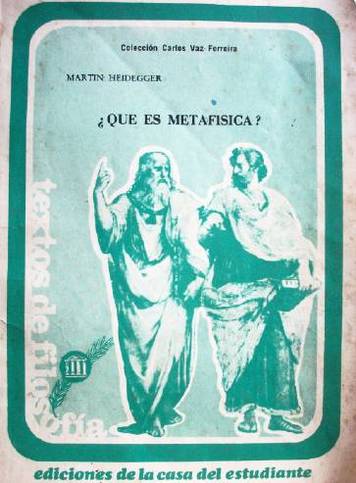 Colección Carlos Vaz Ferreira
MARTIN HEIDEGGER
¿QUE ES METAFISICA?
textos de filosofía
ediciones de la casa del estudiante